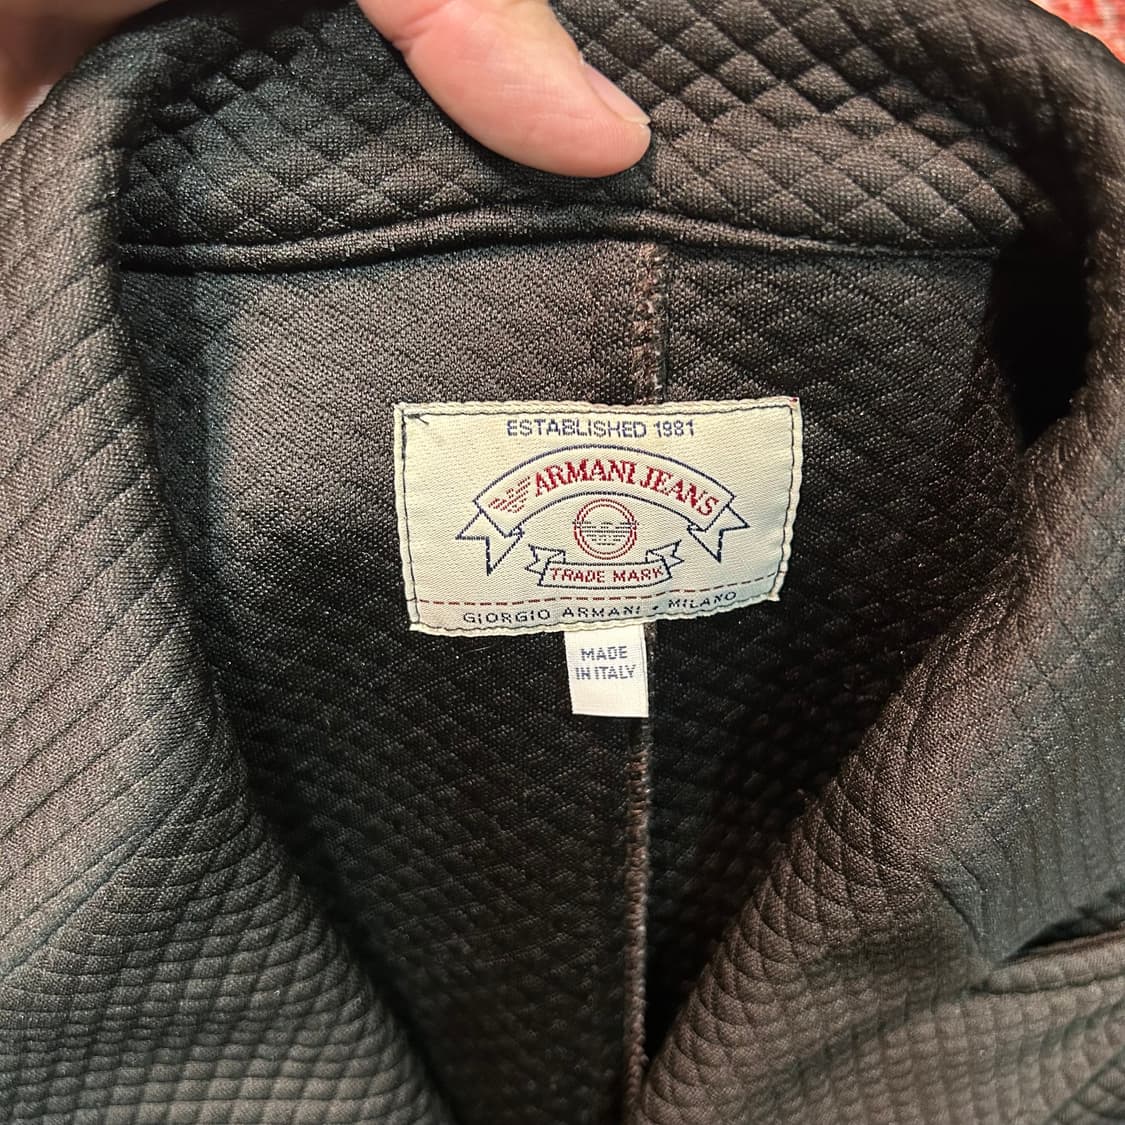 ESTABLISHED 1981
ARMANI JEANS
TRADE MARK
GIORGIO ARMANI • MILANO
MADE
IN ITALY